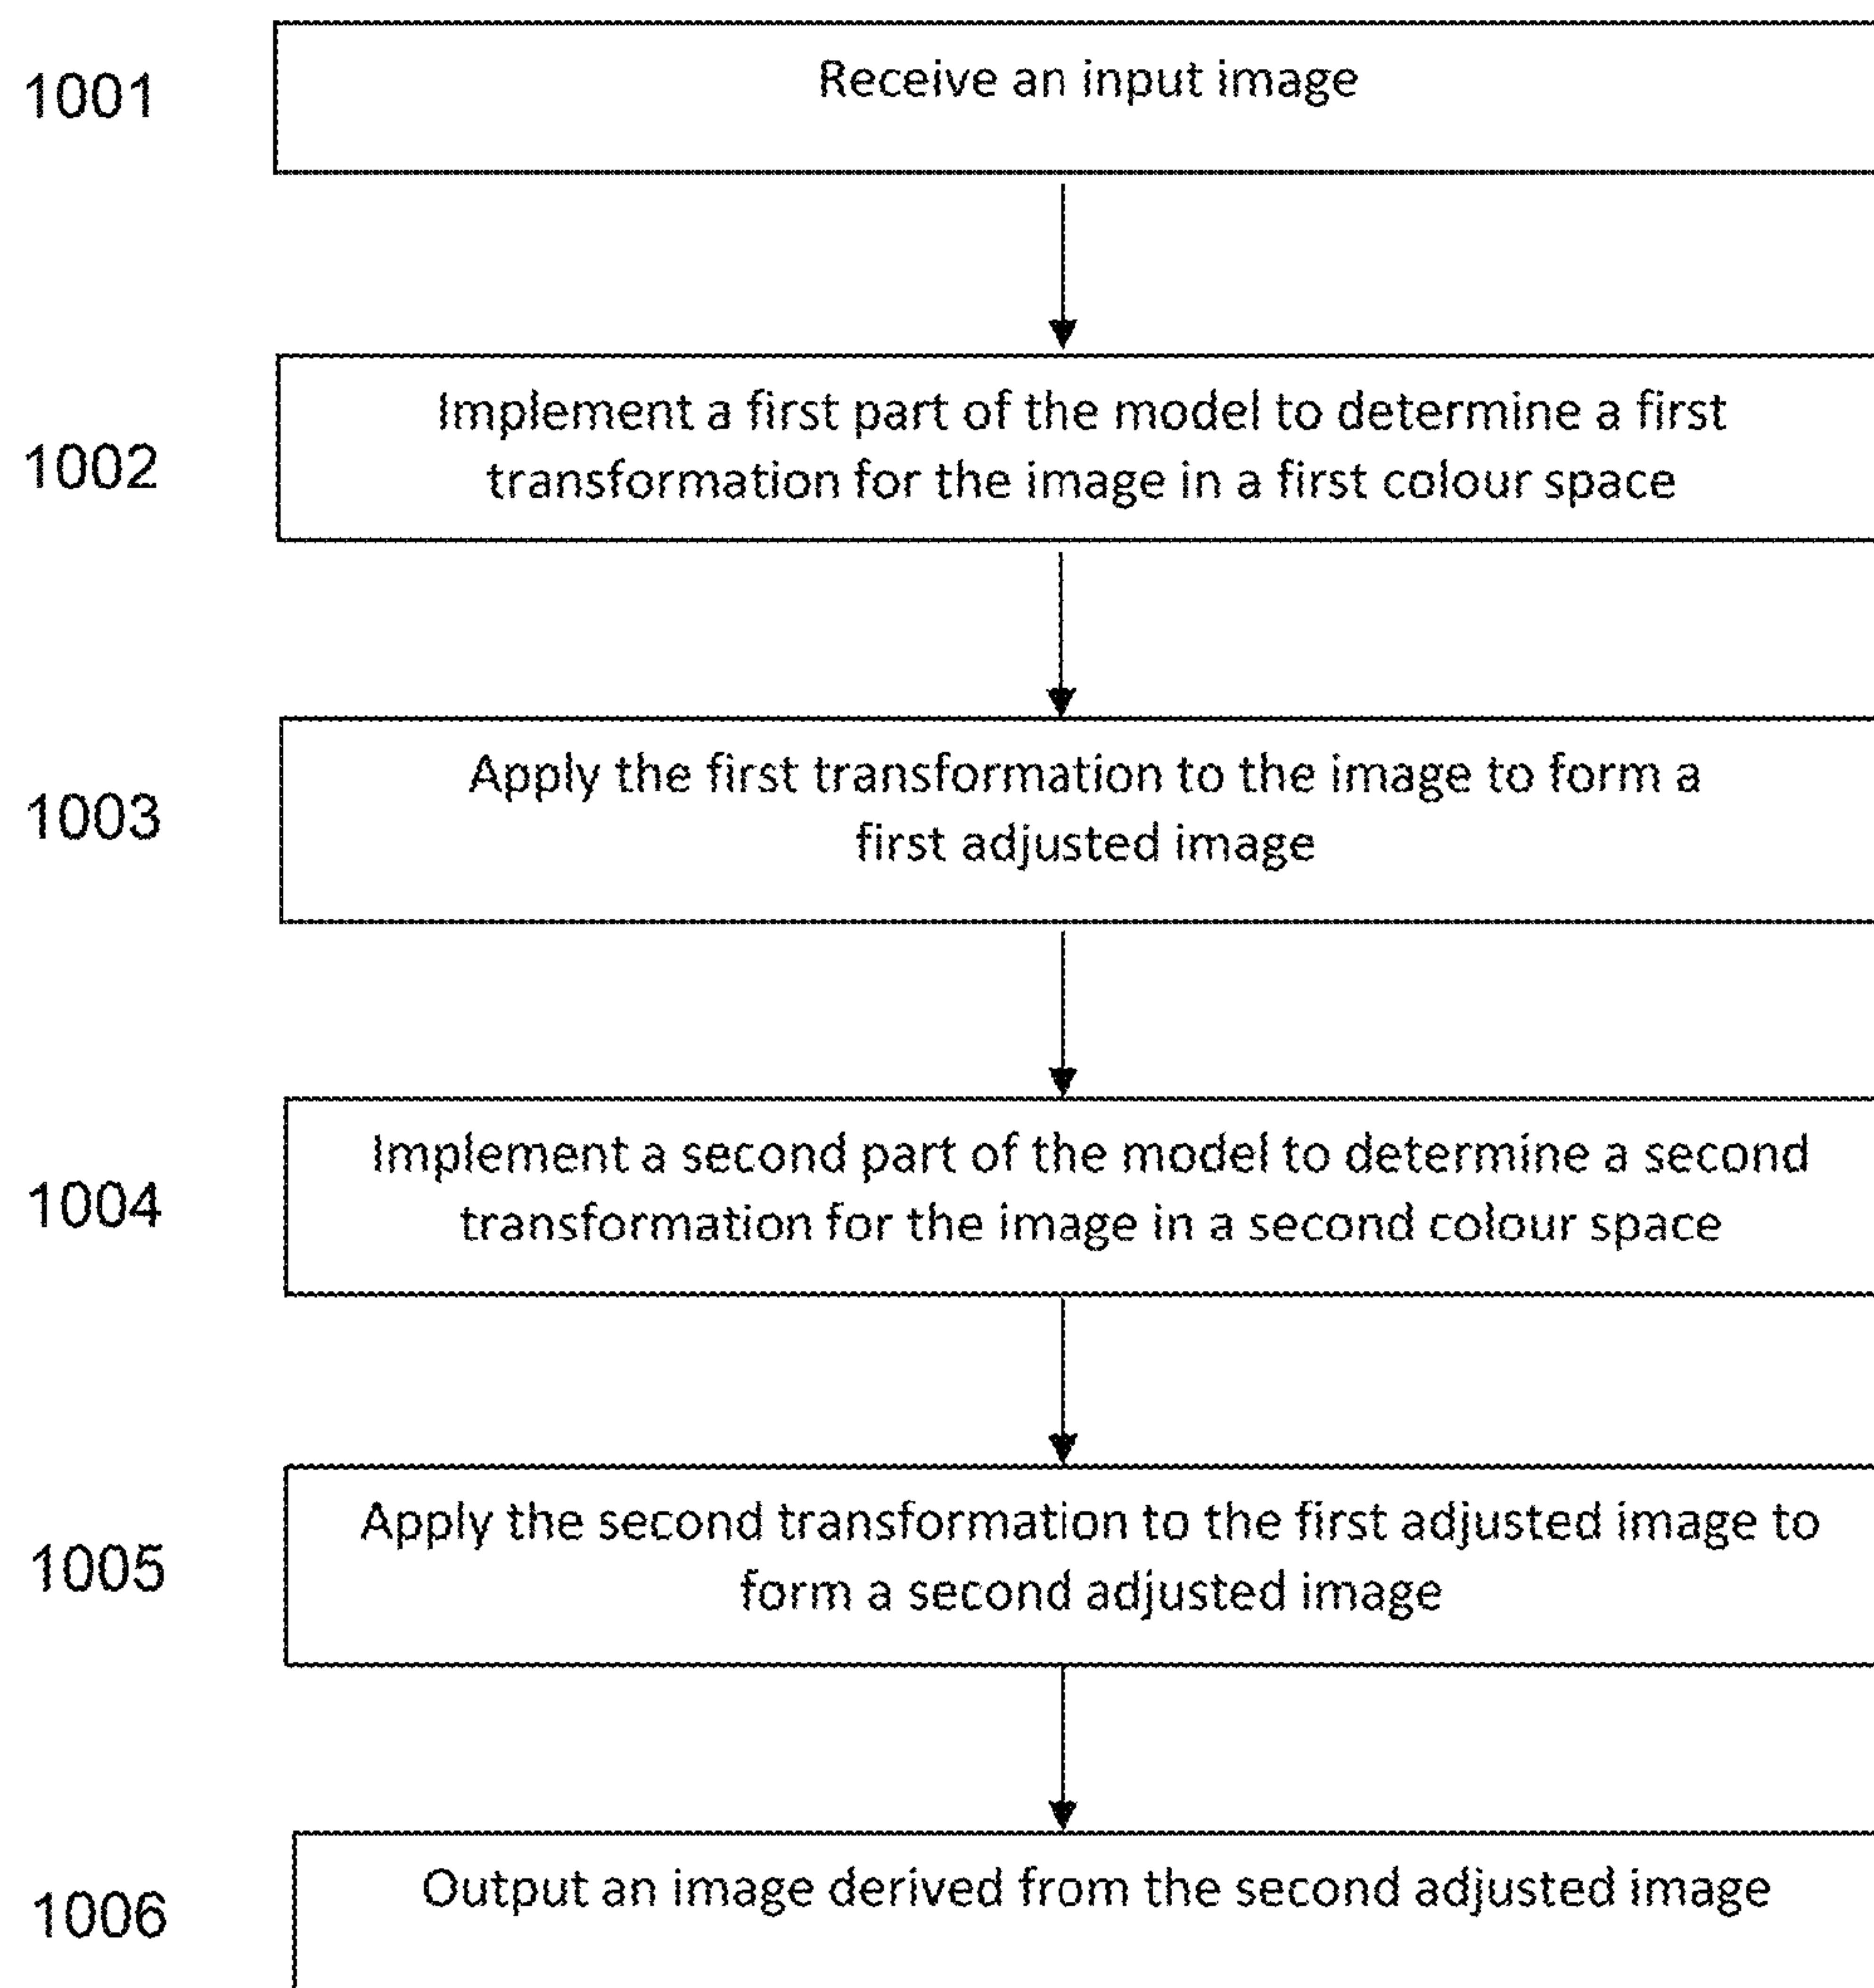 1001
Receive an input image
1002
Implement a first part of the model to determine a first
transformation for the image in a first colour space
1003
Apply the first transformation to the image to form a
first adjusted image
1004
Implement a second part of the model to determine a second
transformation for the image in a second colour space
1005
Apply the second transformation to the first adjusted image to
form a second adjusted image
1006
Output an image derived from the second adjusted image